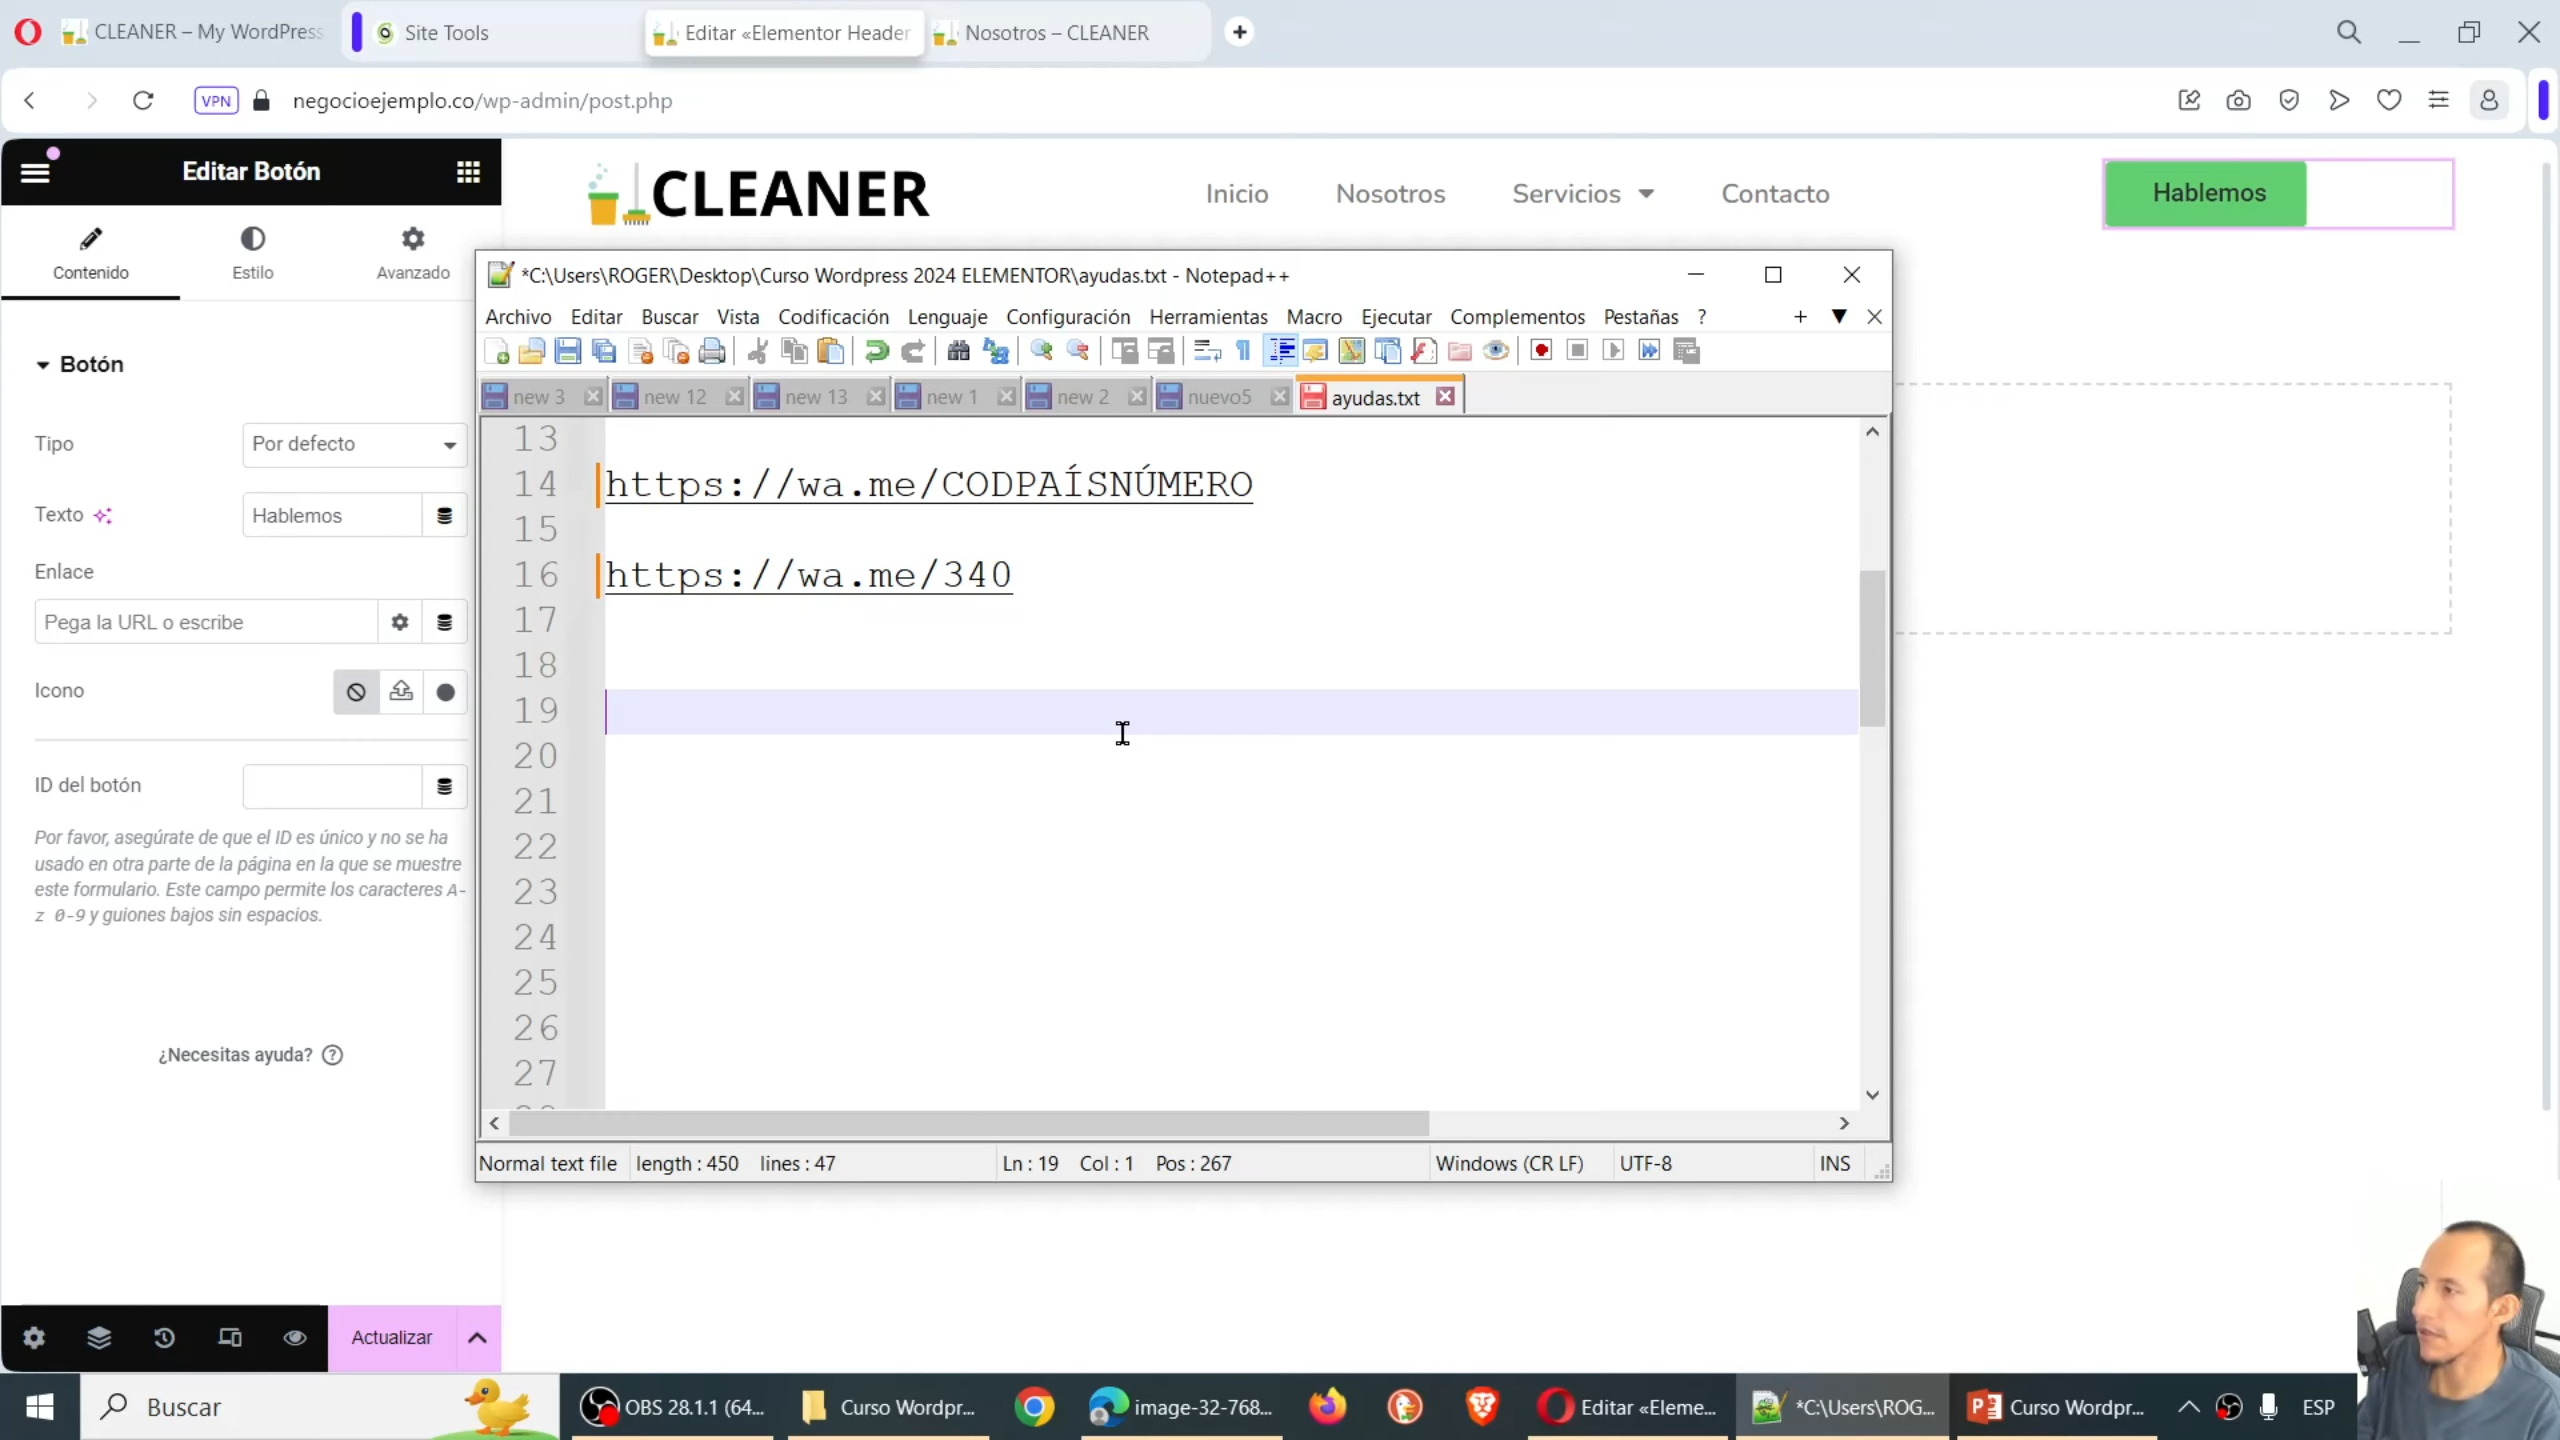 CLEANER – My WordPress
Site Tools
Editar «Elementor Header
Nosotros – CLEANER
VPN
negocioejemplo.co/wp-admin/post.php
Editar Botón
Contenido
Estilo
Avanzado
Botón
Tipo
Por defecto
Texto
Hablemos
Enlace
Pega la URL o escribe
Icono
ID del botón
Por favor, asegúrate de que el ID es único y no se ha
usado en otra parte de la página en la que se muestre
este formulario. Este campo permite los caracteres A-
z 0-9 y guiones bajos sin espacios.
¿Necesitas ayuda?
Actualizar
CLEANER
Inicio
Nosotros
Servicios
Contacto
Hablemos
*C:\Users\ROGER\Desktop\Curso Wordpress 2024 ELEMENTOR\ayudas.txt - Notepad++
Archivo Editar Buscar Vista Codificación Lenguaje Configuración Herramientas Macro Ejecutar Complementos Pestañas ?
new 3
new 12
new 13
new 1
new 2
nuevo5
ayudas.txt
13
14 https://wa.me/CODPAÍSNÚMERO
15
16 https://wa.me/340
17
18
19
20
21
22
23
24
25
26
27
Normal text file
length : 450 lines : 47
Ln : 19 Col : 1 Pos : 267
Windows (CR LF)
UTF-8
INS
Buscar
OBS 28.1.1 (64...
Curso Wordpr...
image-32-768...
Editar «Eleme...
*C:\Users\ROG...
Curso Wordpr...
ESP